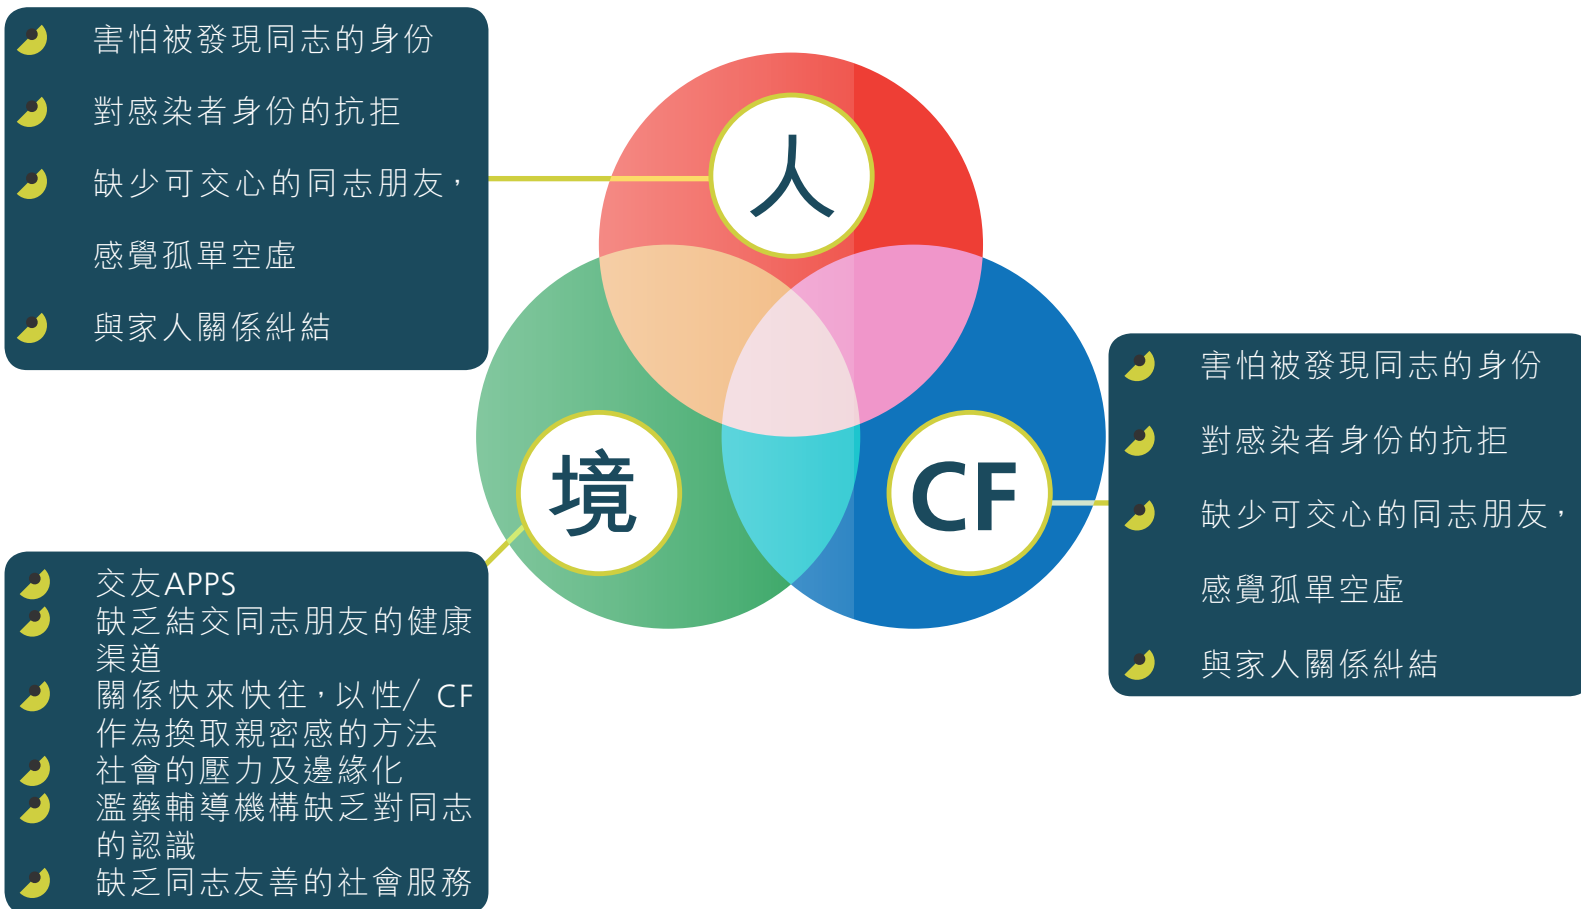 害怕被發現同志的身份
對感染者身份的抗拒
缺少可交心的同志朋友，
感覺孤單空虛
與家人關係糾結
人
境
CF
害怕被發現同志的身份
對感染者身份的抗拒
缺少可交心的同志朋友，
感覺孤單空虛
與家人關係糾結
交友APPS
缺乏結交同志朋友的健康
渠道
關係快來快往，以性/ CF
作為換取親密感的方法
社會的壓力及邊緣化
濫藥輔導機構缺乏對同志
的認識
缺乏同志友善的社會服務